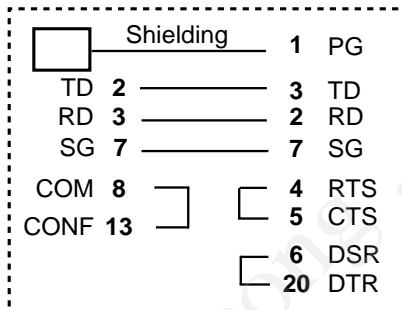 Shielding 1 PG
TD 2 3 TD
RD 3 2 RD
SG 7 7 SG
COM 8 4 RTS
CONF 13 5 CTS
6 DSR
20 DTR